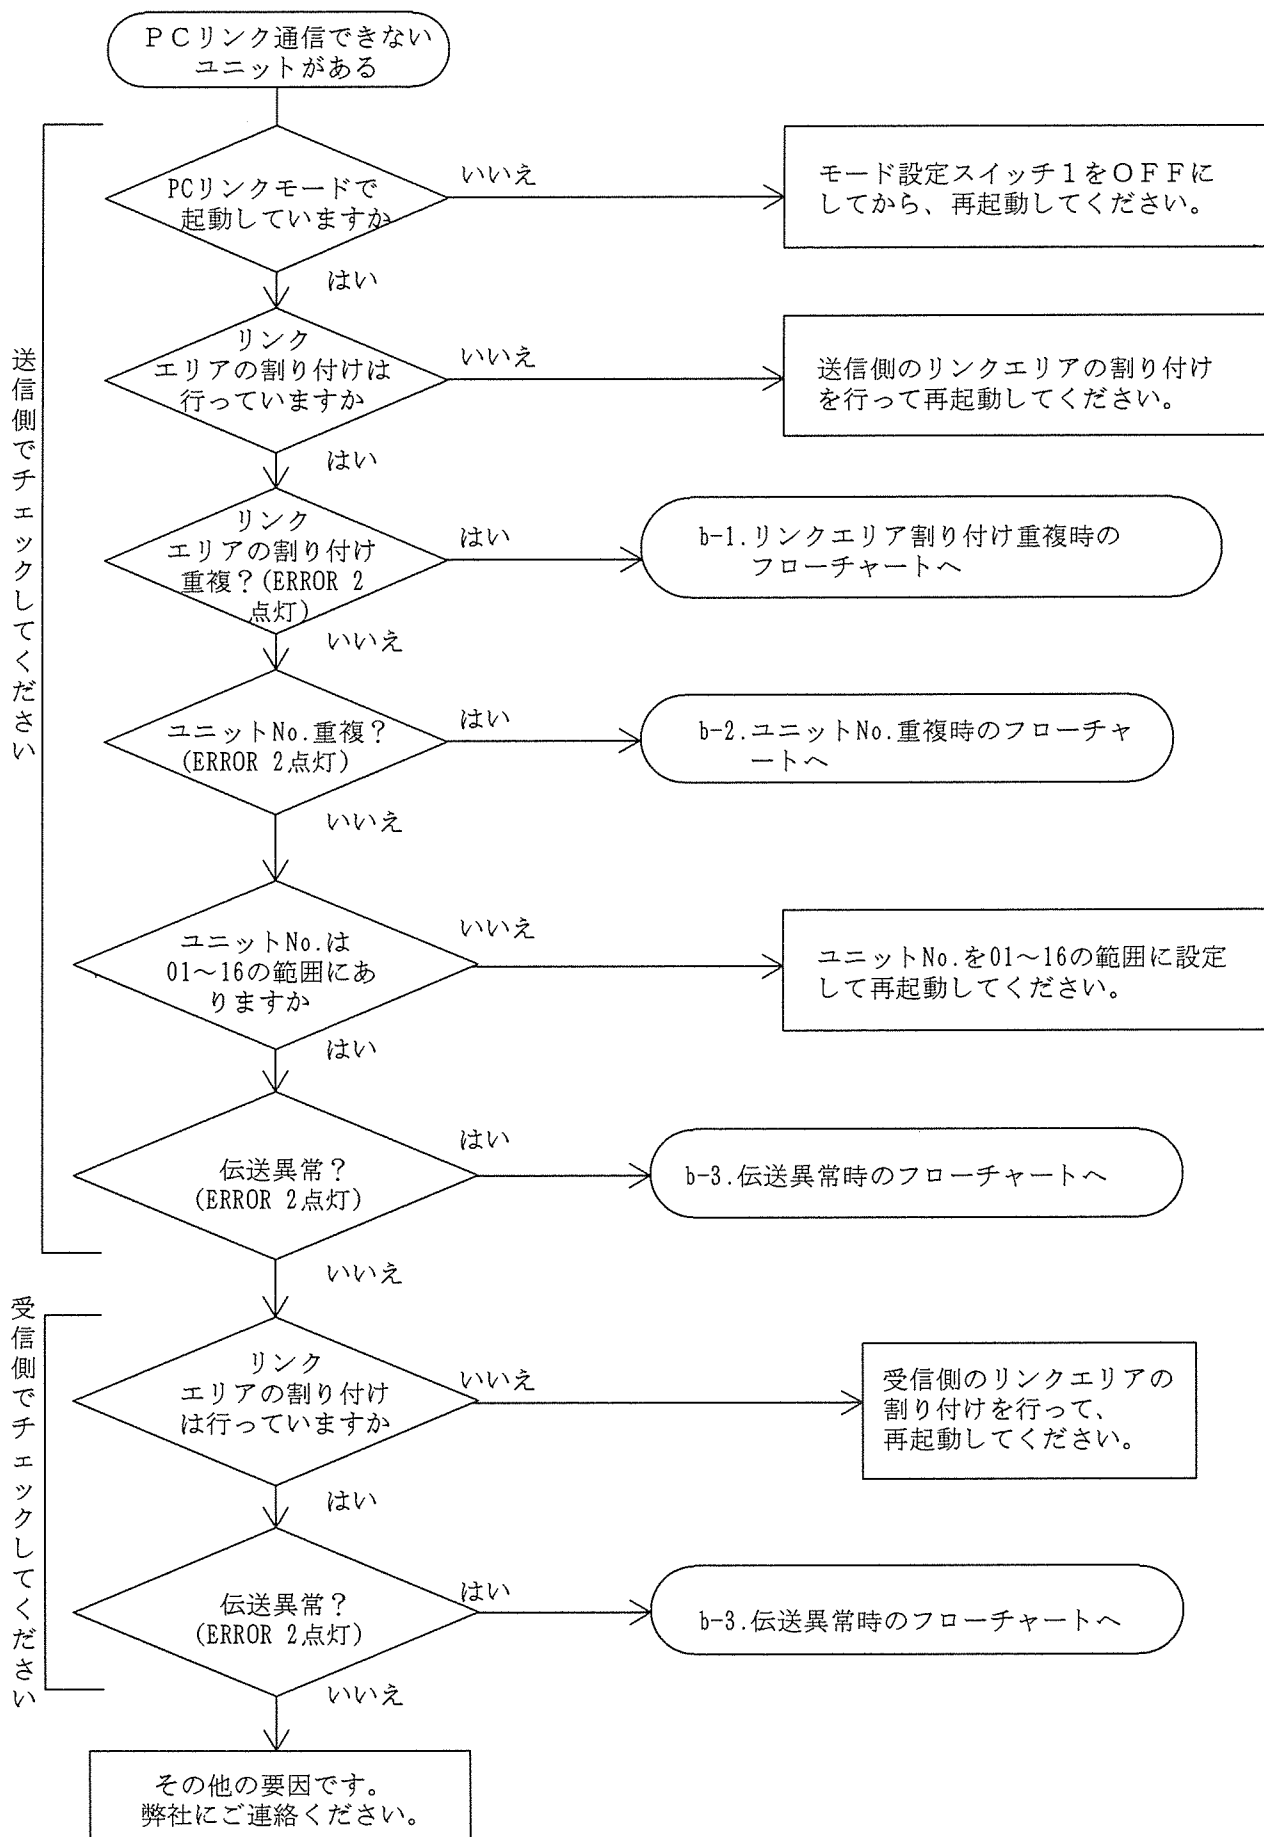 ＰＣリンク通信できない
ユニットがある
送信側でチェックしてください
PCリンクモードで
起動していますか
いいえ
モード設定スイッチ１をＯＦＦに
してから、再起動してください。
はい
リンク
エリアの割り付けは
行っていますか
いいえ
送信側のリンクエリアの割り付け
を行って再起動してください。
はい
リンク
エリアの割り付け
重複？(ERROR 2
点灯)
はい
b-1.リンクエリア割り付け重複時の
フローチャートへ
いいえ
ユニットNo.重複？
(ERROR 2点灯)
はい
b-2.ユニットNo.重複時のフローチャ
ートへ
いいえ
ユニットNo.は
01～16の範囲にあ
りますか
いいえ
ユニットNo.を01～16の範囲に設定
して再起動してください。
はい
伝送異常？
(ERROR 2点灯)
はい
b-3.伝送異常時のフローチャートへ
いいえ
受信側でチェックしてください
リンク
エリアの割り付け
は行っていますか
いいえ
受信側のリンクエリアの
割り付けを行って、
再起動してください。
はい
伝送異常？
(ERROR 2点灯)
はい
b-3.伝送異常時のフローチャートへ
いいえ
その他の要因です。
弊社にご連絡ください。